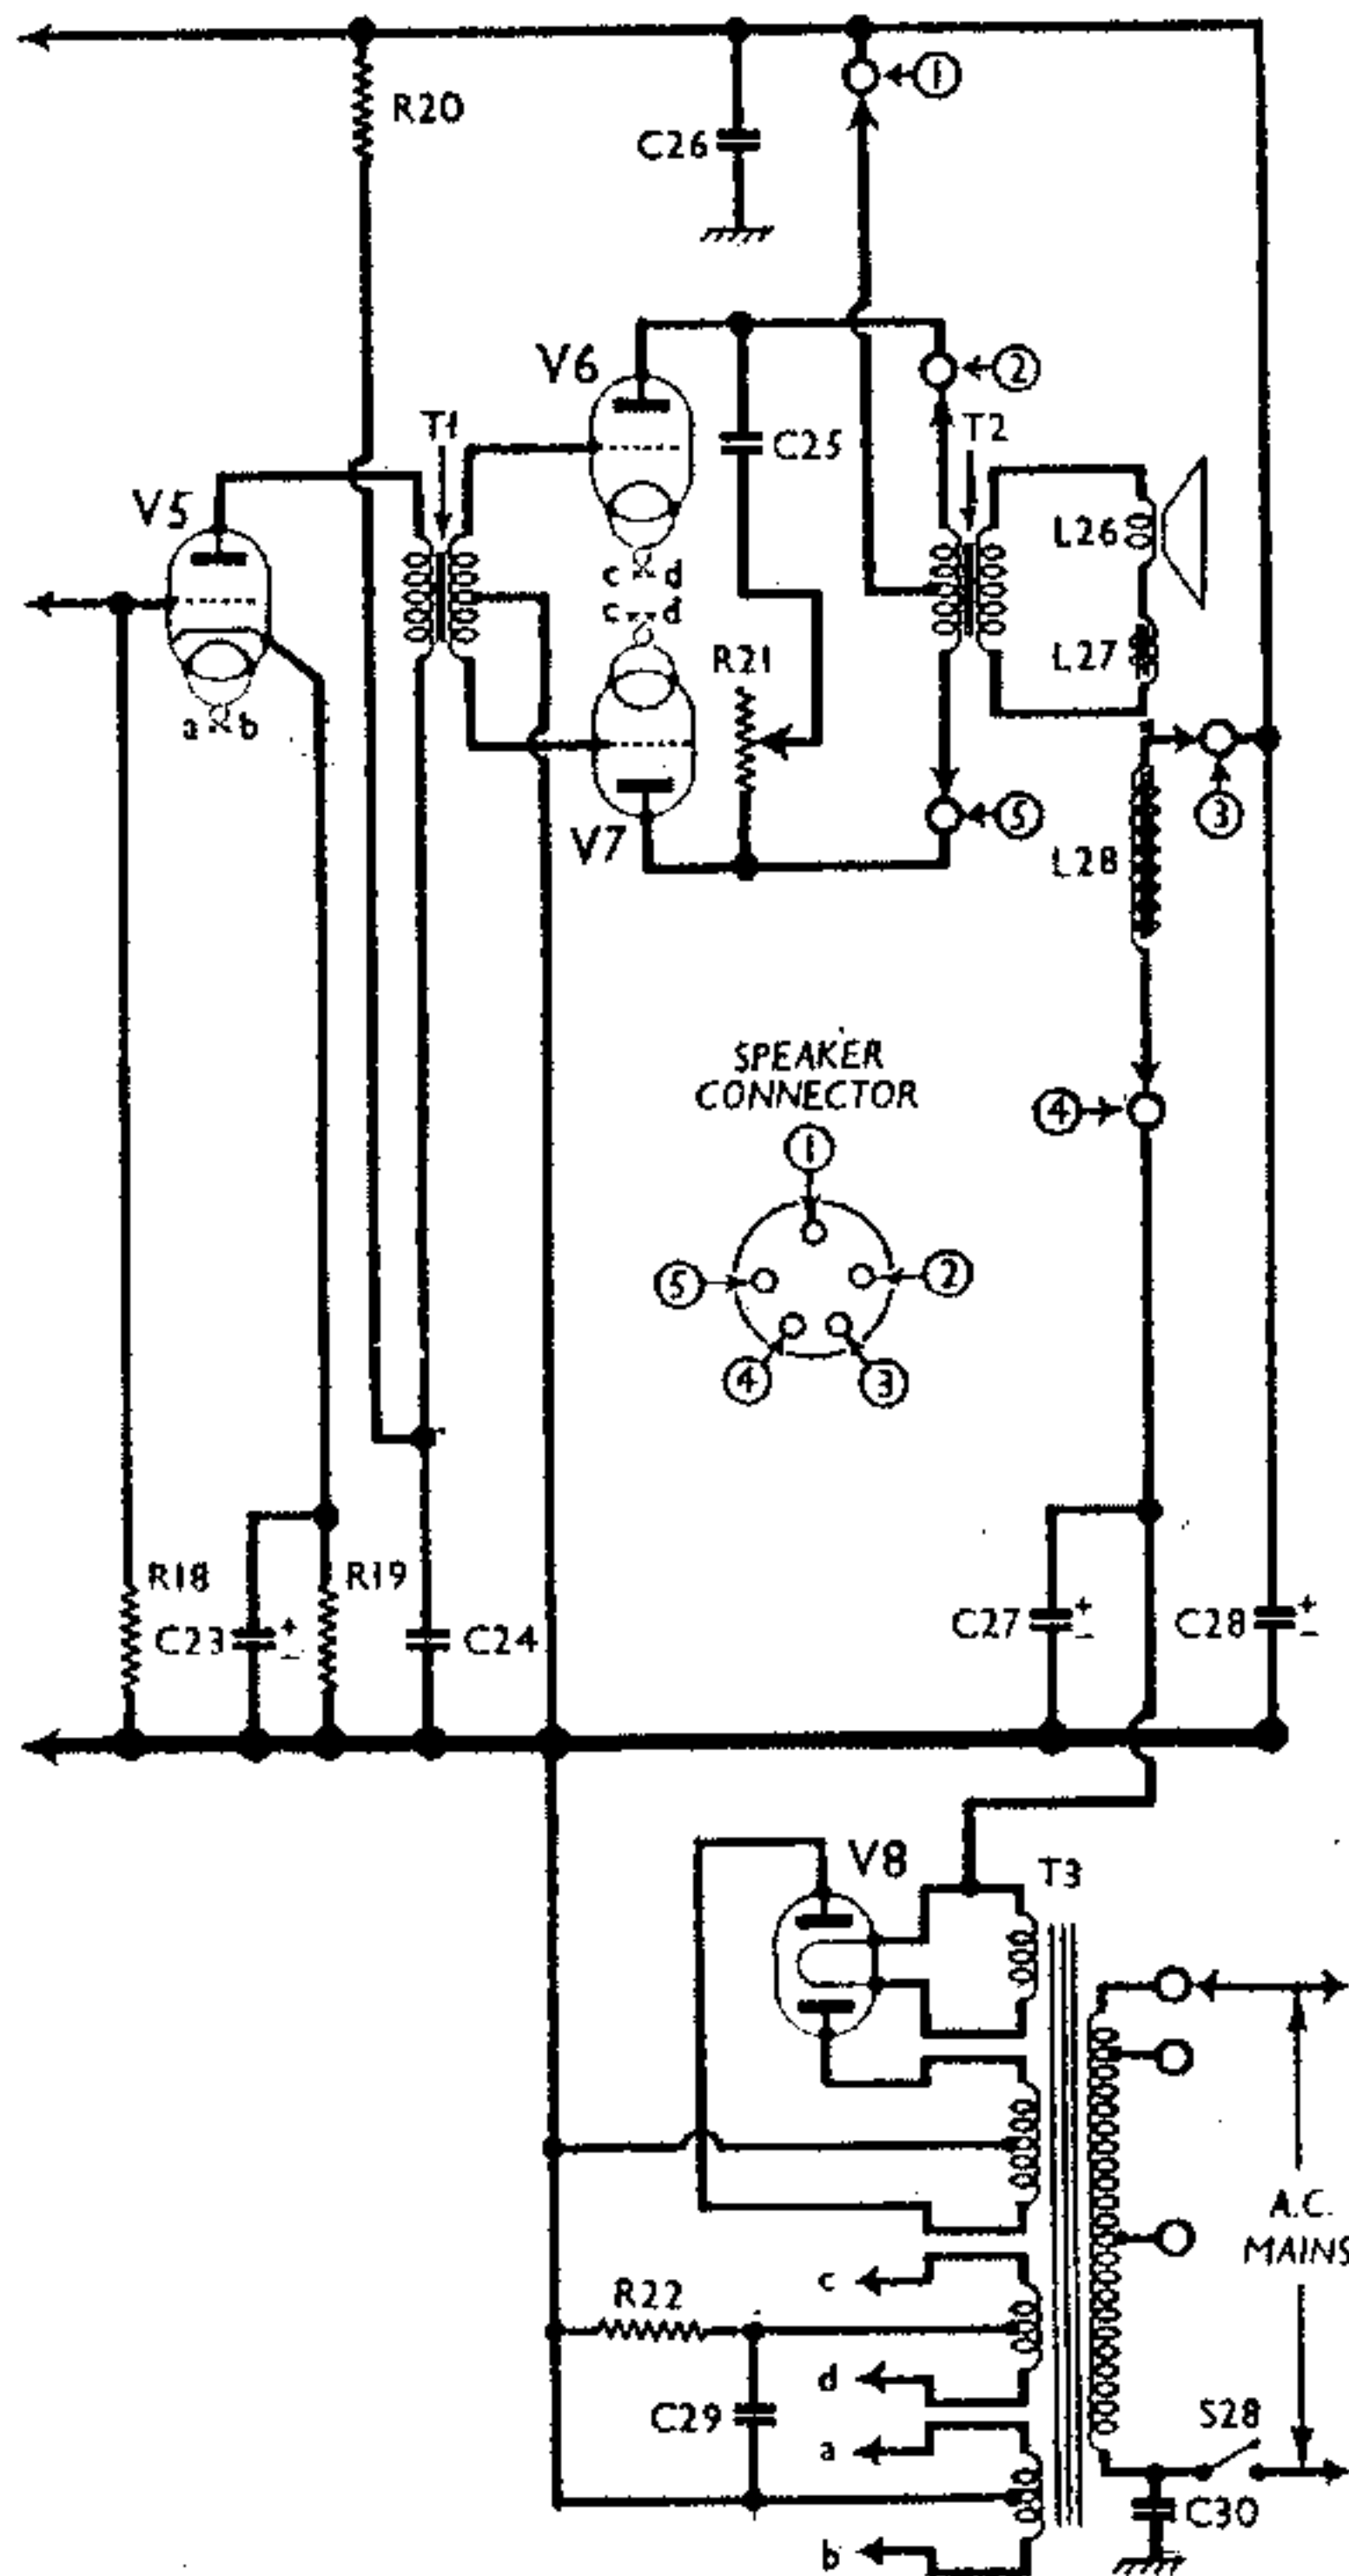 R20
C26
1
V6
2
T1
C25
T2
V5
L26
c d
c d
R21
L27
a b
3
5
V7
L28
SPEAKER
CONNECTOR
4
1
5
2
4
3
R18
R19
C23
+
−
C24
C27
+
−
C28
+
−
V8
T3
A.C.
MAINS
c
R22
d
C29
S28
a
C30
b